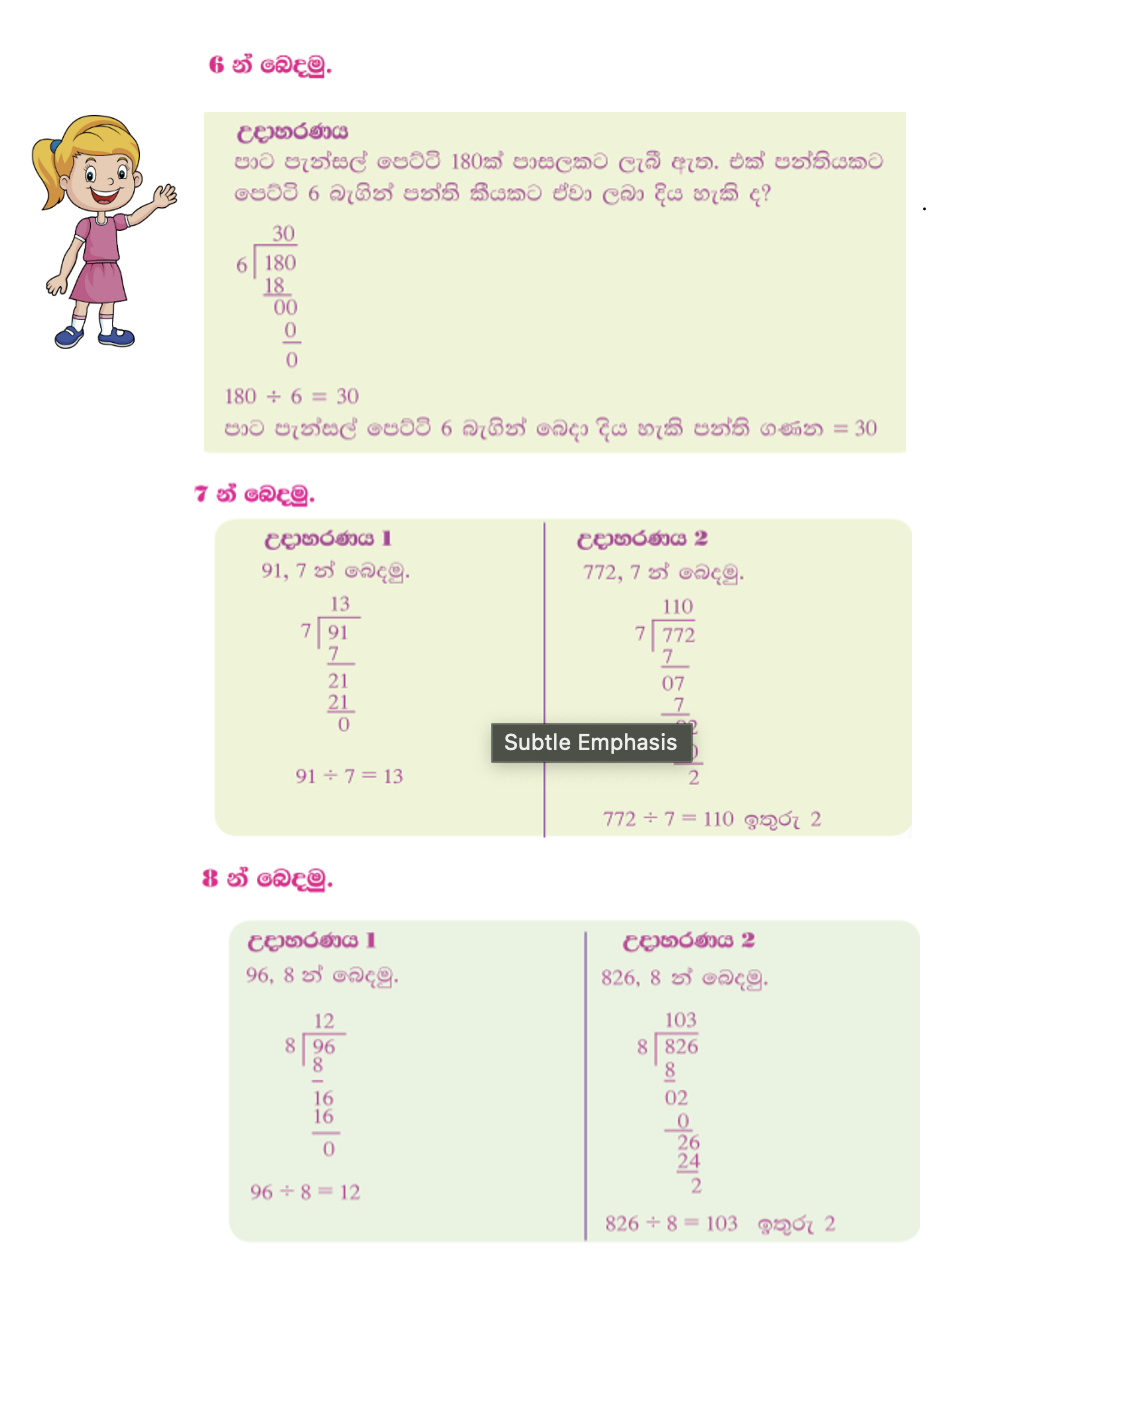 6 න් බෙදමු.
උදාහරණය
පාට පැන්සල් පෙට්ටි 180ක් පාසලකට ලැබී ඇත. එක් පන්තියකට
පෙට්ටි 6 බැගින් පන්ති කීයකට ඒවා ලබා දිය හැකි ද?
30
6 180
18
00
0
0
180 ÷ 6 = 30
පාට පැන්සල් පෙට්ටි 6 බැගින් බෙදා දිය හැකි පන්ති ගණන = 30
7 න් බෙදමු.
උදාහරණය 1
91, 7 න් බෙදමු.
13
7 91
7
21
21
0
91 ÷ 7 = 13
උදාහරණය 2
772, 7 න් බෙදමු.
110
7 772
7
07
7
2
772 ÷ 7 = 110 ඉතුරු 2
Subtle Emphasis
8 න් බෙදමු.
උදාහරණය 1
96, 8 න් බෙදමු.
12
8 96
8
16
16
0
96 ÷ 8 = 12
උදාහරණය 2
826, 8 න් බෙදමු.
103
8 826
8
02
0
26
24
2
826 ÷ 8 = 103 ඉතුරු 2